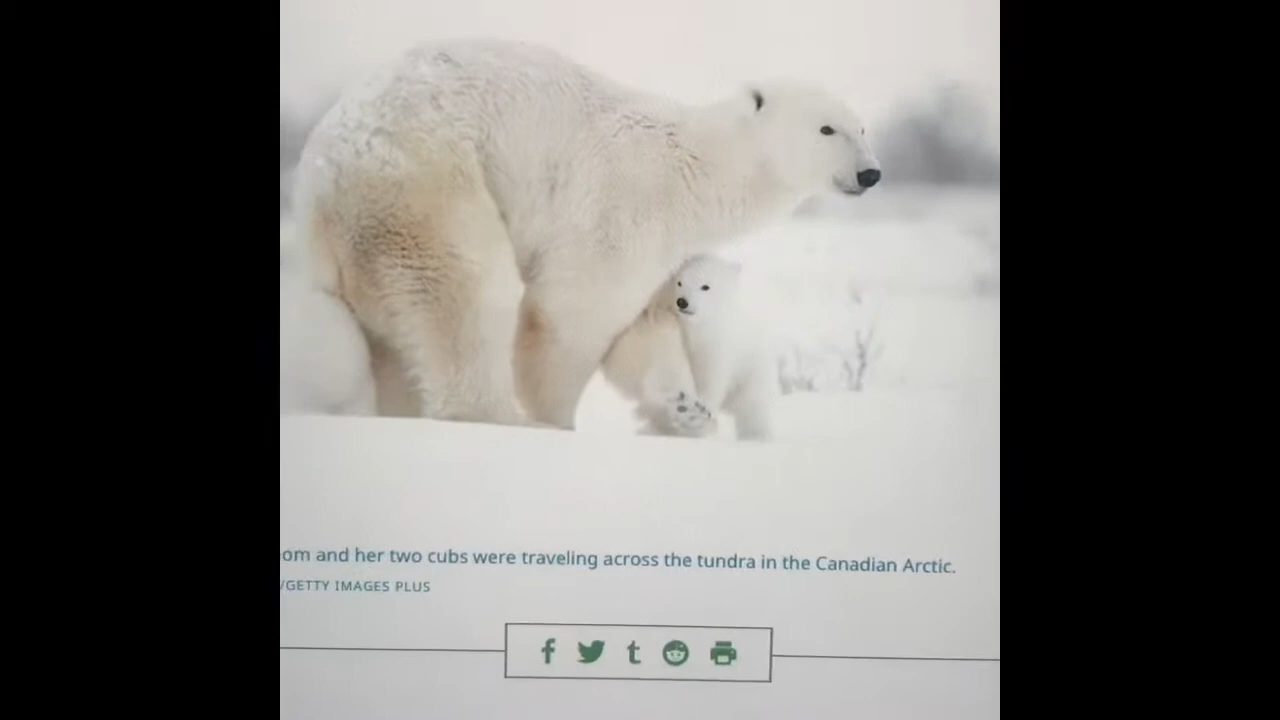 om and her two cubs were traveling across the tundra in the Canadian Arctic.
/GETTY IMAGES PLUS